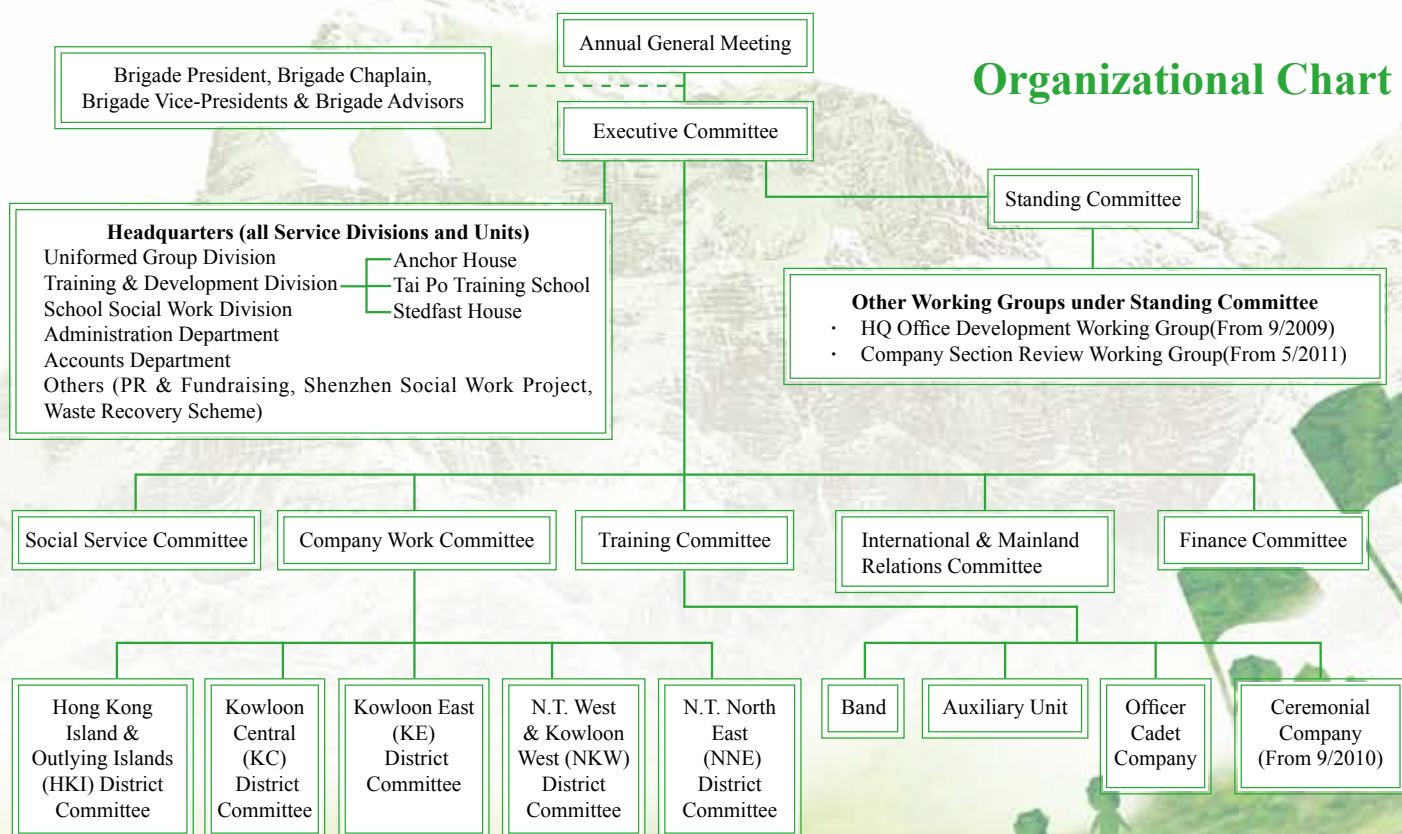 Organizational Chart
Annual General Meeting
Brigade President, Brigade Chaplain,
Brigade Vice-Presidents & Brigade Advisors
Executive Committee
Standing Committee
Headquarters (all Service Divisions and Units)
Uniformed Group Division
Training & Development Division
School Social Work Division
Administration Department
Accounts Department
Others (PR & Fundraising, Shenzhen Social Work Project,
Waste Recovery Scheme)
Anchor House
Tai Po Training School
Stedfast House
Other Working Groups under Standing Committee
· HQ Office Development Working Group(From 9/2009)
· Company Section Review Working Group(From 5/2011)
Social Service Committee
Company Work Committee
Training Committee
International & Mainland
Relations Committee
Finance Committee
Hong Kong
Island &
Outlying Islands
(HKI) District
Committee
Kowloon
Central
(KC)
District
Committee
Kowloon East
(KE)
District
Committee
N.T. West
& Kowloon
West (NKW)
District
Committee
N.T. North
East
(NNE)
District
Committee
Band
Auxiliary Unit
Officer
Cadet
Company
Ceremonial
Company
(From 9/2010)